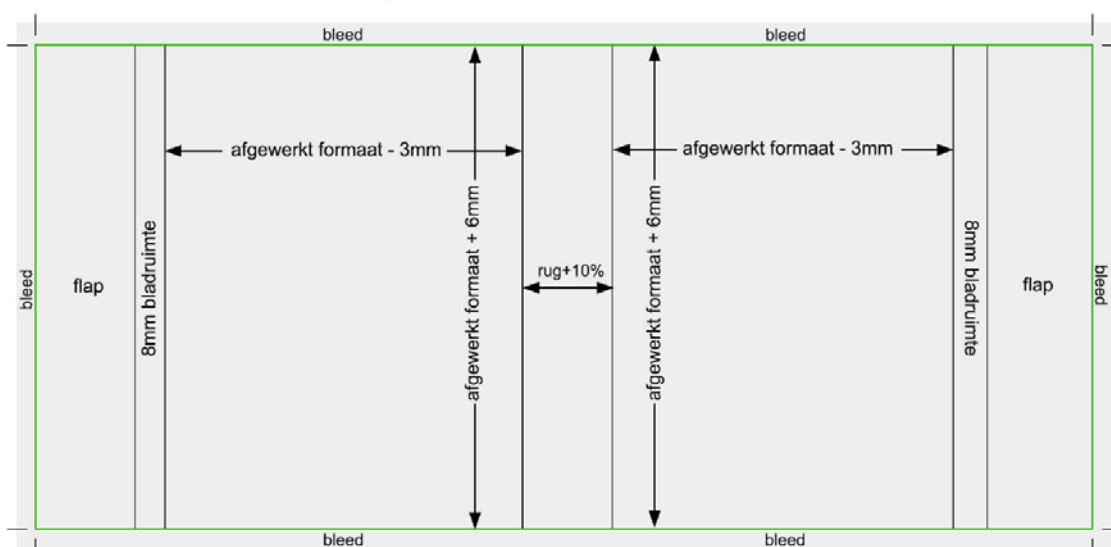 bleed
bleed
afgewerkt formaat - 3mm
afgewerkt formaat - 3mm
bleed
flap
8mm bladruimte
afgewerkt formaat + 6mm
rug+10%
afgewerkt formaat + 6mm
8mm bladruimte
flap
bleed
bleed
bleed